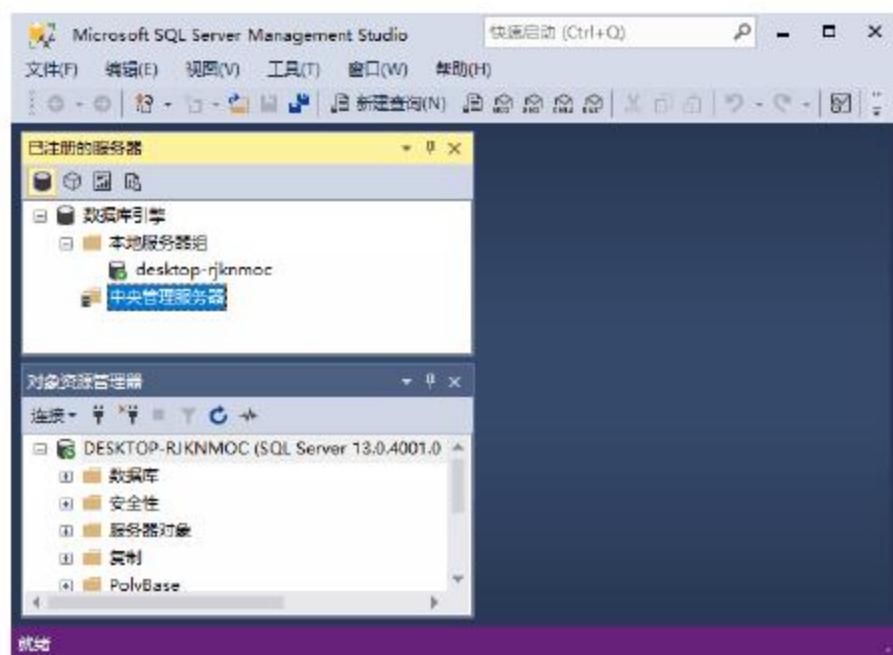 Microsoft SQL Server Management Studio
快速启动 (Ctrl+Q)
文件(F) 编辑(E) 视图(V) 工具(T) 窗口(W) 帮助(H)
新建查询(N)
已注册的服务器
数据库引擎
本地服务器组
desktop-rjknmoc
中央管理服务器
对象资源管理器
连接
DESKTOP-RJKNMOC (SQL Server 13.0.4001.0
数据库
安全性
服务器对象
复制
PolyBase
就绪